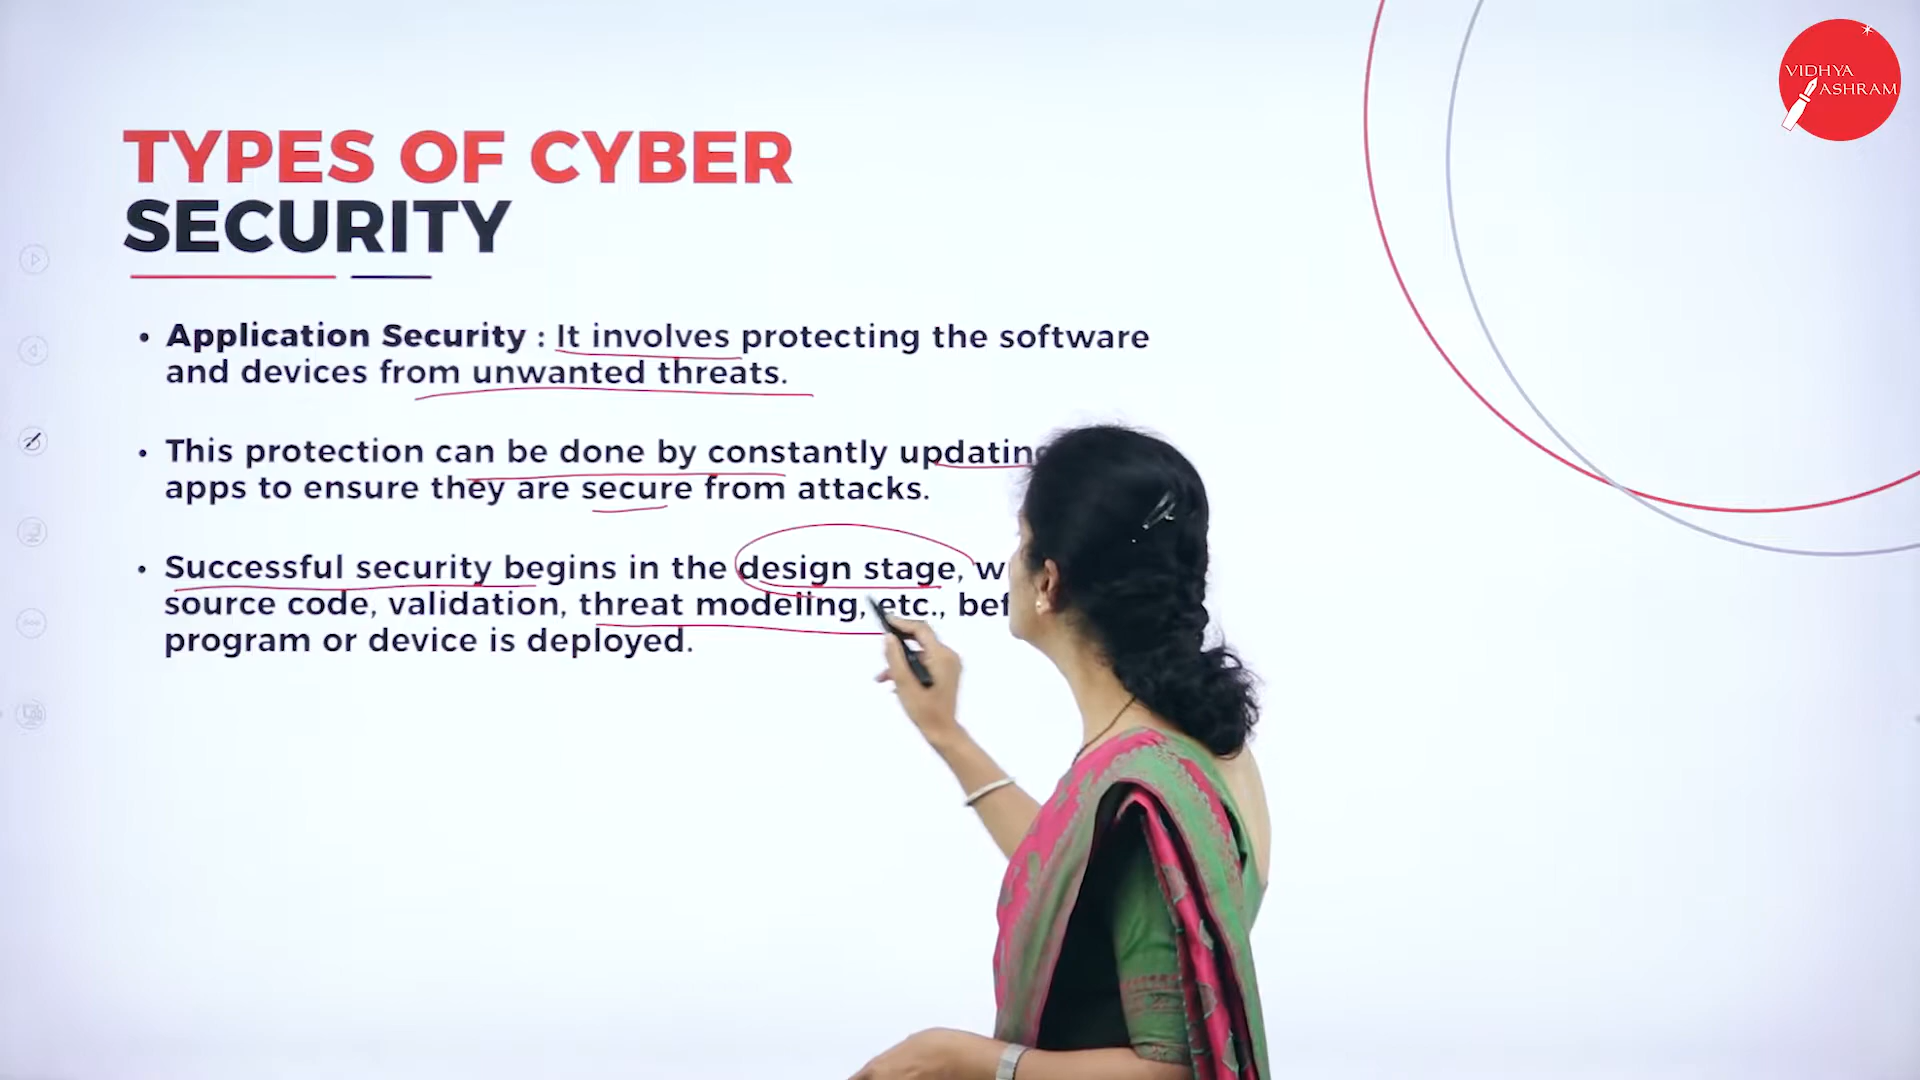 VIDHYA
ASHRAM
TYPES OF CYBER
SECURITY
• Application Security : It involves protecting the software
and devices from unwanted threats.
• This protection can be done by constantly updating
apps to ensure they are secure from attacks.
• Successful security begins in the design stage,
source code, validation, threat modeling, etc.,
program or device is deployed.